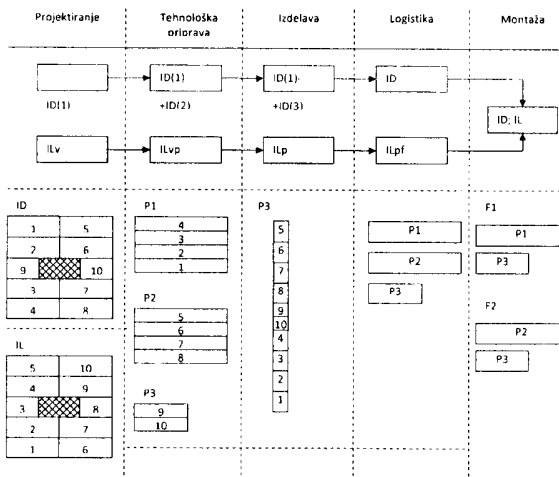 Projektiranje
Tehnološka
priprava
Izdelava
Logistika
Montaža
ID(1)
ID(1)
ID
ID(1)
+ID(2)
+ID(3)
ID; IL
ILv
ILvp
ILp
ILpf
ID
1 5
2 6
9 10
3 7
4 8
IL
5 10
4 9
3 8
2 7
1 6
P1
4
3
2
1
P2
5
6
7
8
P3
9
10
P3
5
6
7
8
9
10
4
3
2
1
P1
P2
P3
F1
P1
P3
F2
P2
P3